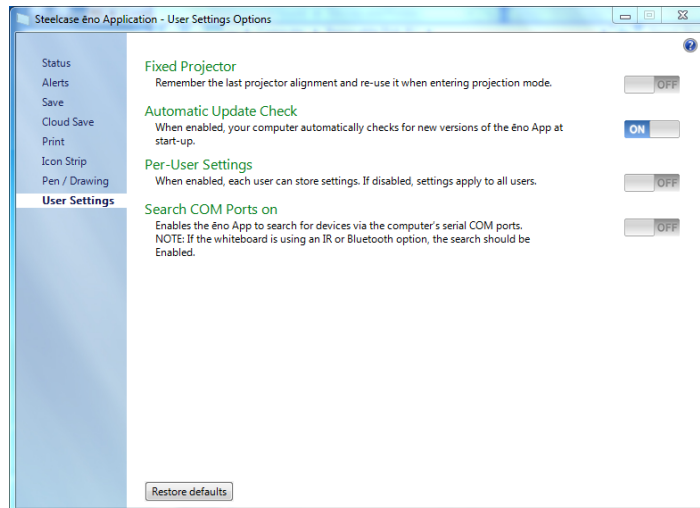 Steelcase ēno Application - User Settings Options
Status
Alerts
Save
Cloud Save
Print
Icon Strip
Pen / Drawing
User Settings
Fixed Projector
Remember the last projector alignment and re-use it when entering projection mode.
OFF
Automatic Update Check
When enabled, your computer automatically checks for new versions of the ēno App at
start-up.
ON
Per-User Settings
When enabled, each user can store settings. If disabled, settings apply to all users.
OFF
Search COM Ports on
Enables the ēno App to search for devices via the computer's serial COM ports.
NOTE: If the whiteboard is using an IR or Bluetooth option, the search should be
Enabled.
OFF
Restore defaults